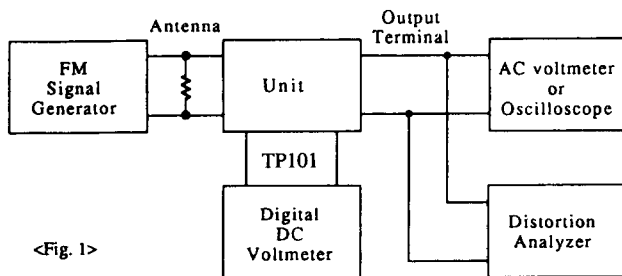 Antenna
Output
Terminal
FM
Signal
Generator
Unit
AC voltmeter
or
Oscilloscope
TP101
Digital
DC
Voltmeter
Distortion
Analyzer
<Fig. 1>